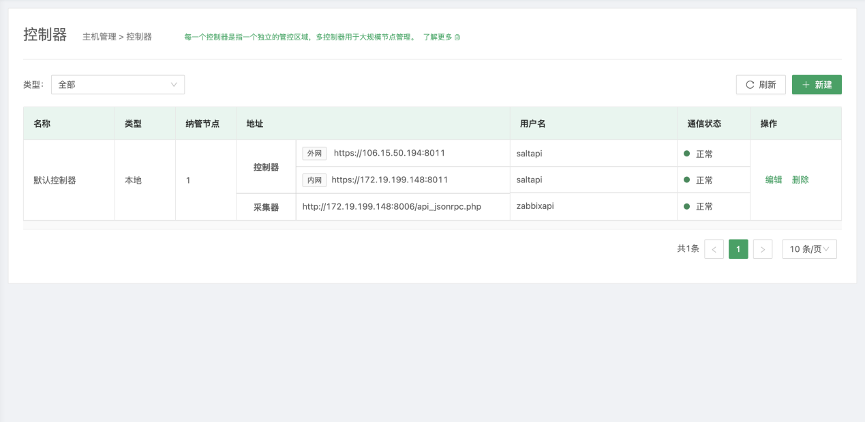 控制器 主机管理 > 控制器 每一个控制器是指一个独立的管控区域，多控制器用于大规模节点管理。 了解更多
类型： 全部 刷新 新建
名称 类型 纳管节点 地址 用户名 通信状态 操作
默认控制器 本地 1 控制器 外网 https://106.15.50.194:8011 saltapi 正常 编辑 删除
内网 https://172.19.199.148:8011 saltapi 正常
采集器 http://172.19.199.148:8006/api_jsonrpc.php zabbixapi 正常
共1条 < 1 > 10 条/页